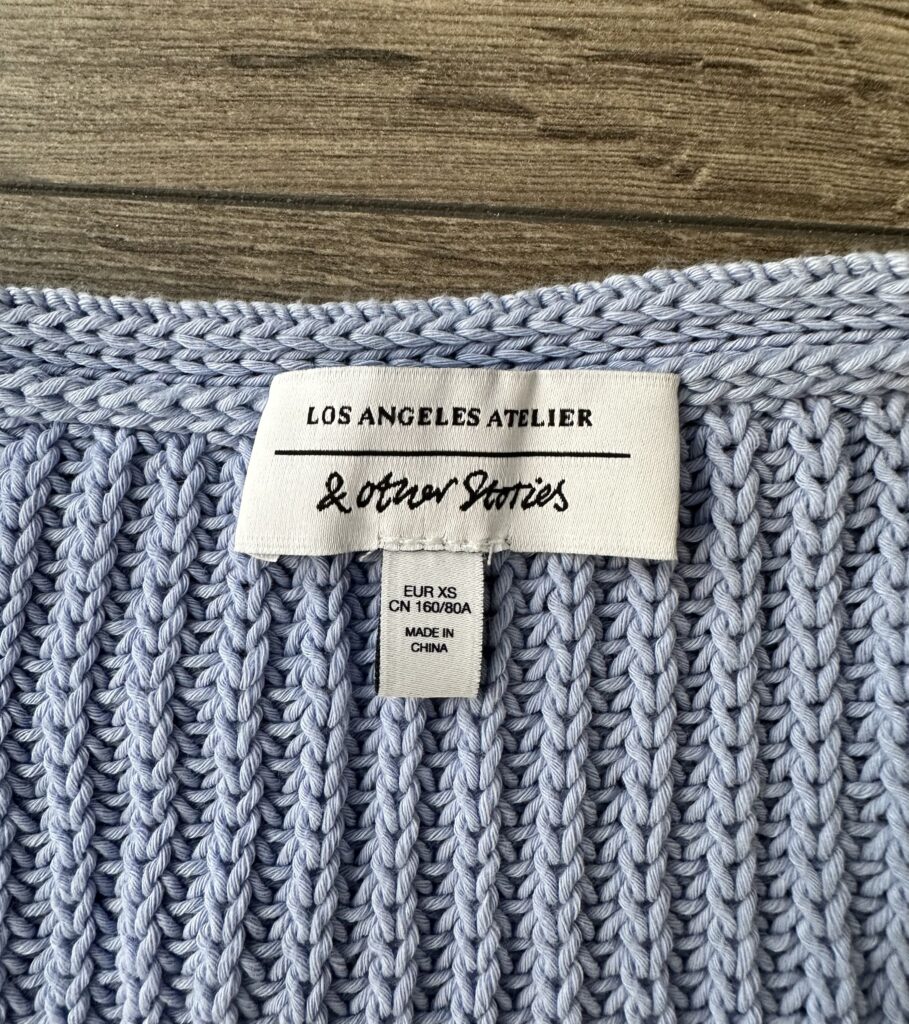 LOS ANGELES ATELIER
& other Stories
EUR XS
CN 160/80A
MADE IN
CHINA